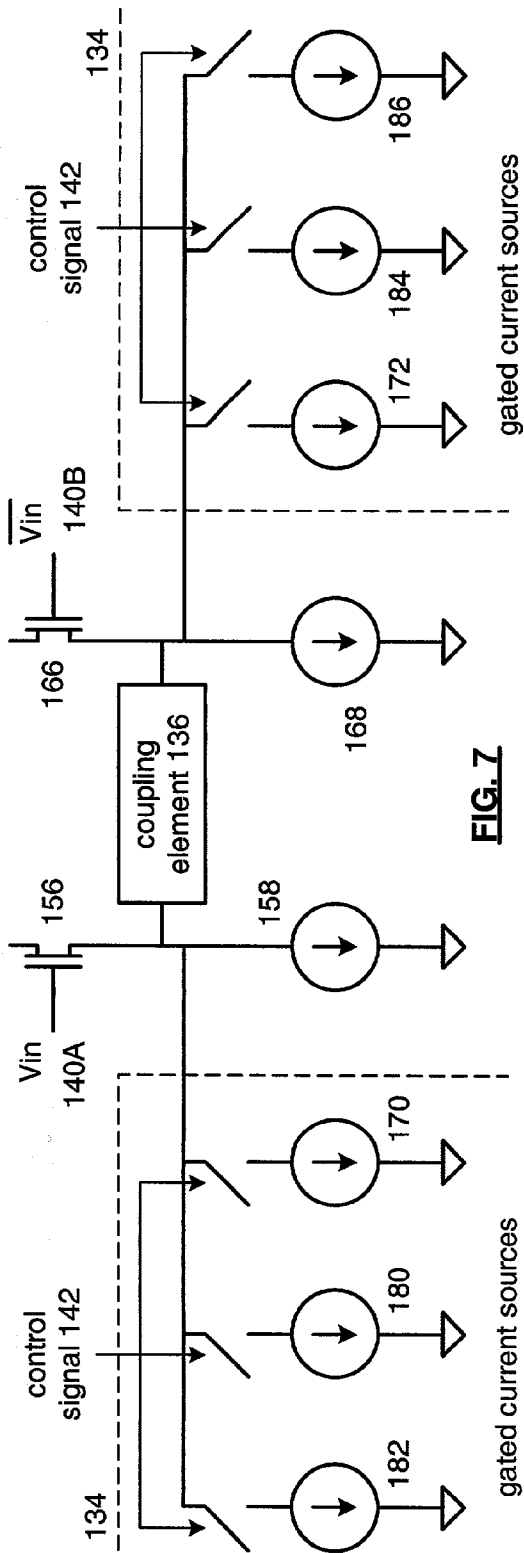 134
control
signal 142
182
180
170
gated current sources
Vin
140A
156
158
coupling
element 136
166
Vin
140B
168
control
signal 142
134
172
184
186
gated current sources
FIG. 7